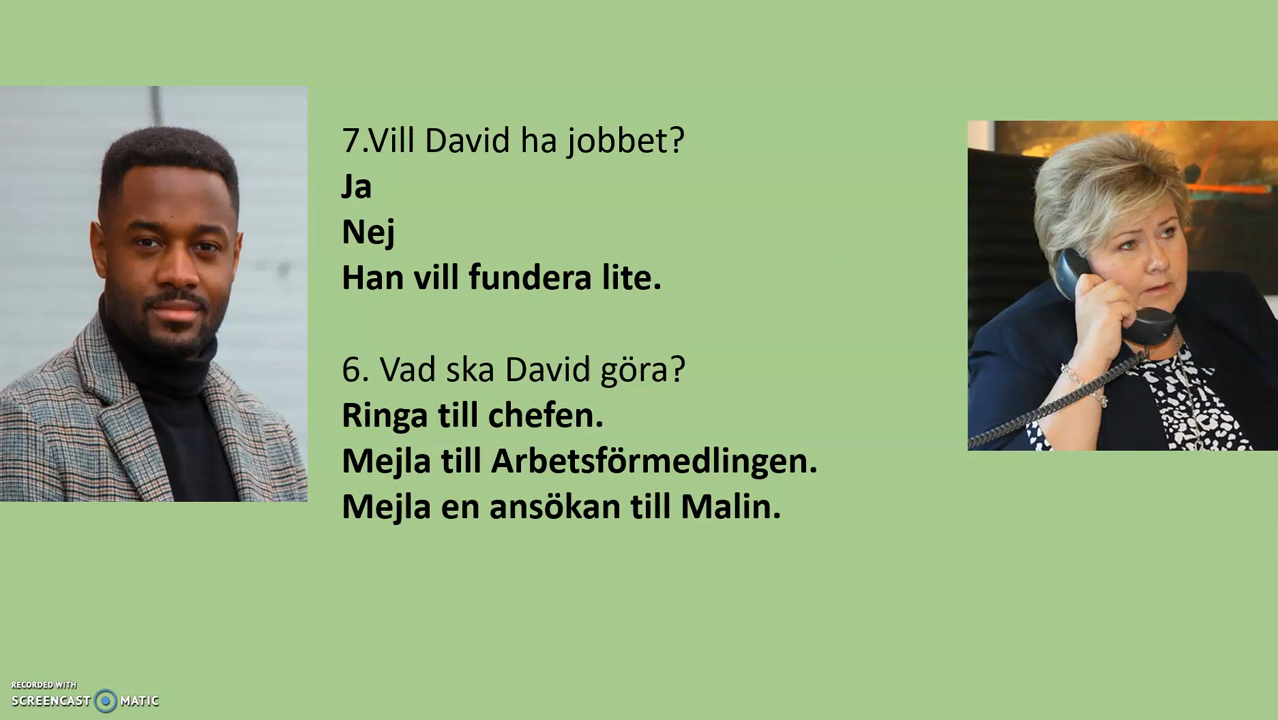 7.Vill David ha jobbet?
Ja
Nej
Han vill fundera lite.
6. Vad ska David göra?
Ringa till chefen.
Mejla till Arbetsförmedlingen.
Mejla en ansökan till Malin.
RECORDED WITH
SCREENCAST MATIC